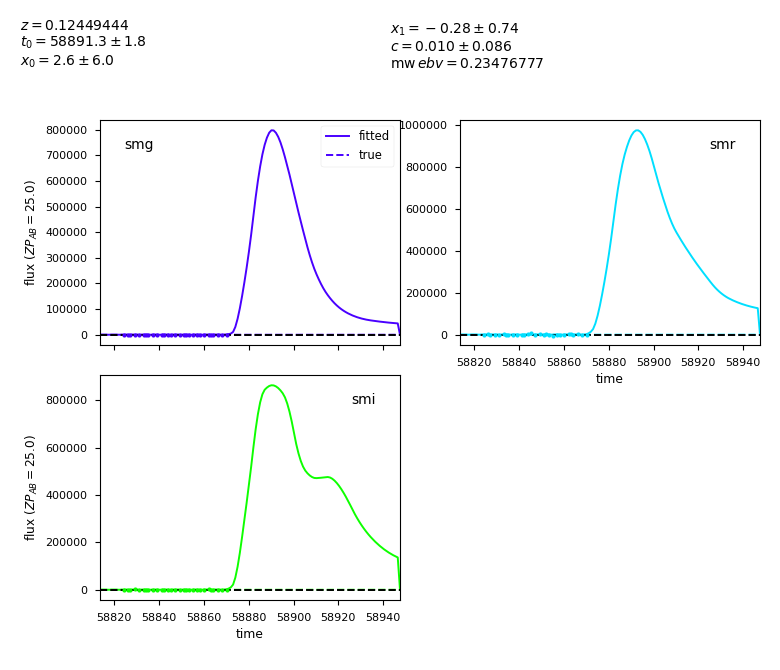 z = 0.12449444
t₀ = 58891.3 ± 1.8
x₀ = 2.6 ± 6.0
x₁ = −0.28 ± 0.74
c = 0.010 ± 0.086
mw ebv = 0.23476777
smg
fitted
true
800000
700000
600000
500000
400000
300000
200000
100000
0
flux (ZP_AB = 25.0)
smr
1000000
800000
600000
400000
200000
0
58820 58840 58860 58880 58900 58920 58940
time
smi
800000
600000
400000
200000
0
flux (ZP_AB = 25.0)
58820 58840 58860 58880 58900 58920 58940
time